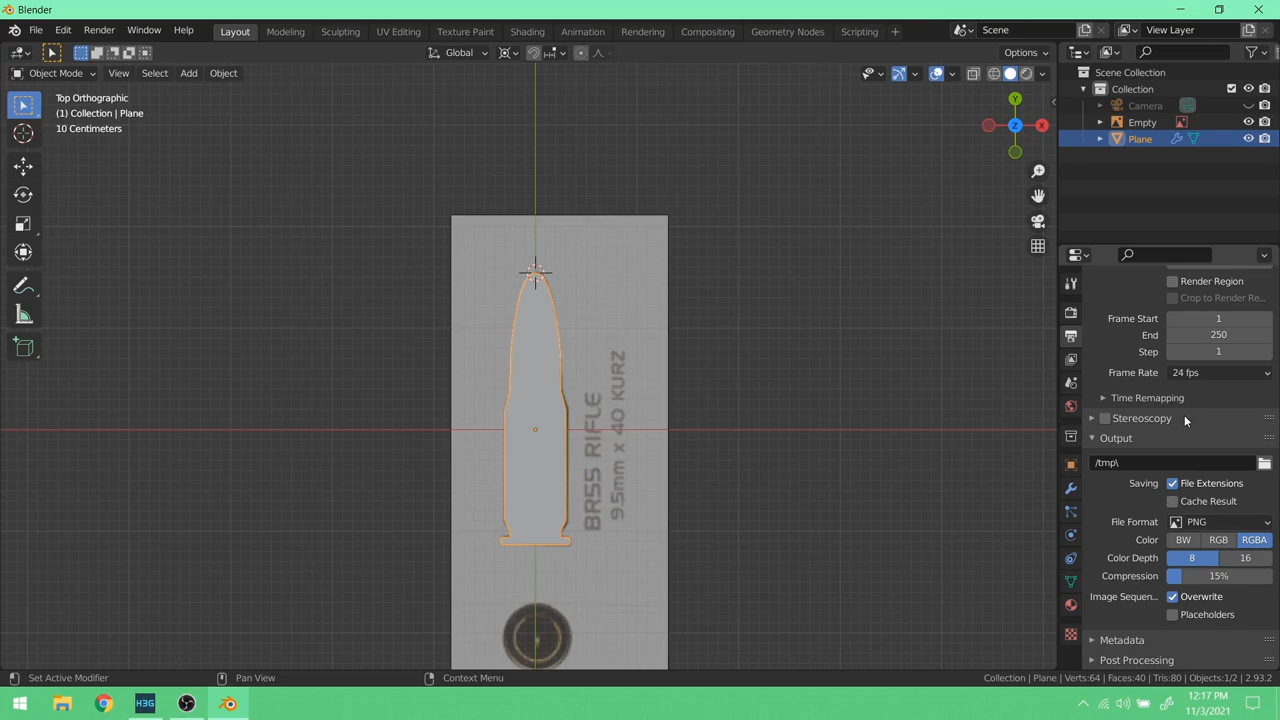 Blender
File Edit Render Window Help
Layout Modeling Sculpting UV Editing Texture Paint Shading Animation Rendering Compositing Geometry Nodes Scripting +
Scene
View Layer
Global
Options
Object Mode View Select Add Object
Top Orthographic
(1) Collection | Plane
10 Centimeters
Y
Z
X
BR55 RIFLE
9.5mm x 40 KURZ
Scene Collection
Collection
Camera
Empty
Plane
Render Region
Crop to Render Re...
Frame Start 1
End 250
Step 1
Frame Rate 24 fps
Time Remapping
Stereoscopy
Output
/tmp\
Saving File Extensions
Cache Result
File Format PNG
Color BW RGB RGBA
Color Depth 8 16
Compression 15%
Image Sequen... Overwrite
Placeholders
Metadata
Post Processing
Set Active Modifier
Pan View
Context Menu
Collection | Plane | Verts:64 | Faces:40 | Tris:80 | Objects:1/2 | 2.93.2
H3G
12:17 PM
11/3/2021